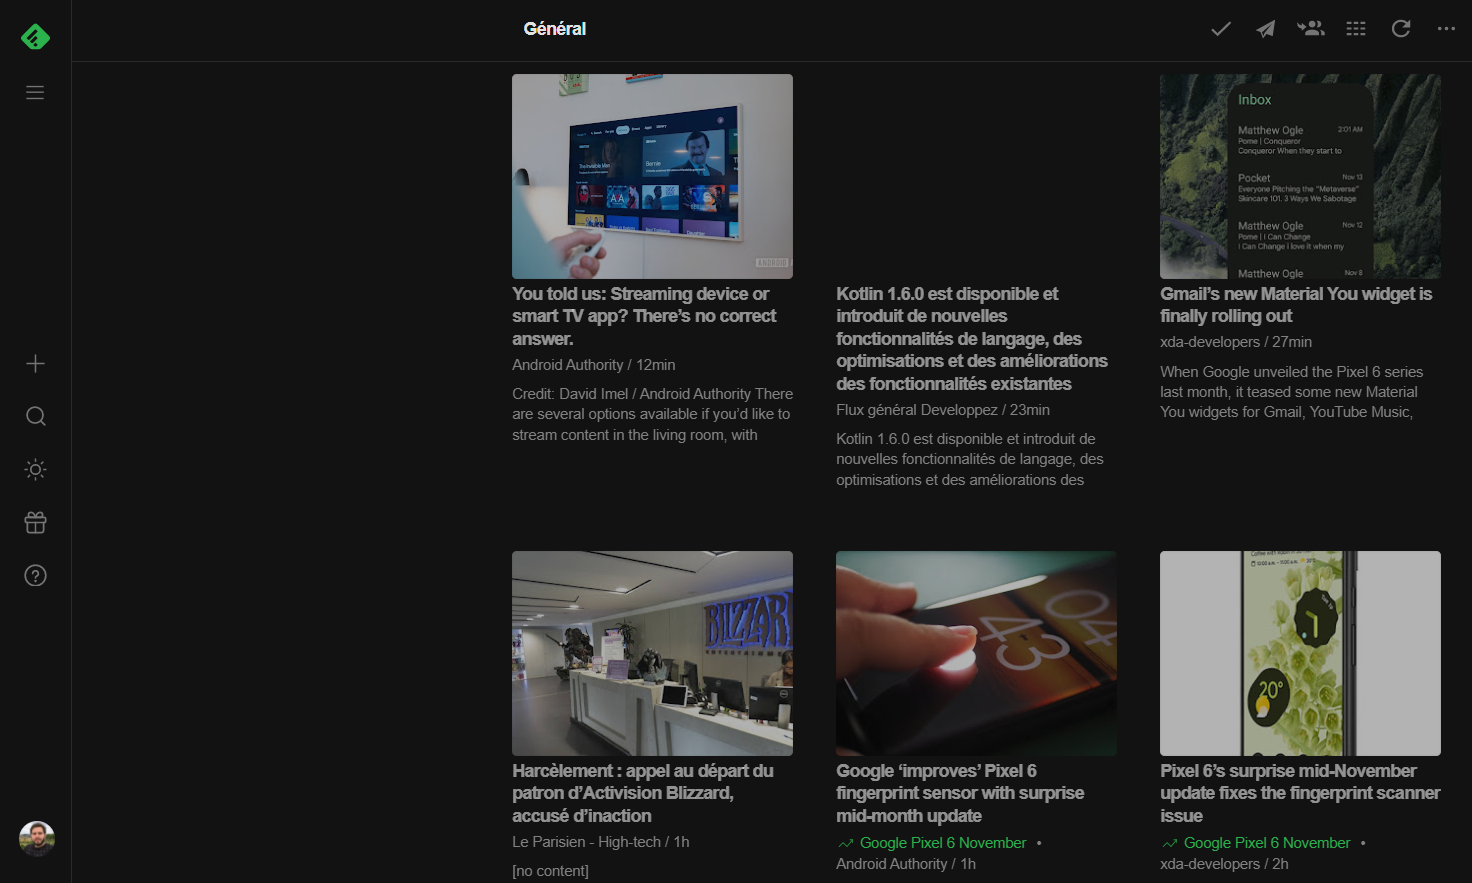 Général
You told us: Streaming device or
smart TV app? There’s no correct
answer.
Android Authority / 12min
Credit: David Imel / Android Authority There
are several options available if you’d like to
stream content in the living room, with
Kotlin 1.6.0 est disponible et
introduit de nouvelles
fonctionnalités de langage, des
optimisations et des améliorations
des fonctionnalités existantes
Flux général Developpez / 23min
Kotlin 1.6.0 est disponible et introduit de
nouvelles fonctionnalités de langage, des
optimisations et des améliorations des
Inbox
Matthew Ogle 2:01 AM
Pome | Conqueror
Conqueror When they start to
Pocket Nov 13
Everyone Pitching the "Metaverse"
Skincare 101. 3 Ways We Sabotage
Matthew Ogle Nov 12
Pome | I Can Change
I Can Change I love it when my
Matthew Ogle Nov 8
Gmail’s new Material You widget is
finally rolling out
xda-developers / 27min
When Google unveiled the Pixel 6 series
last month, it teased some new Material
You widgets for Gmail, YouTube Music,
BLIZZAR
Harcèlement : appel au départ du
patron d’Activision Blizzard,
accusé d’inaction
Le Parisien - High-tech / 1h
[no content]
04
43
Google ‘improves’ Pixel 6
fingerprint sensor with surprise
mid-month update
Google Pixel 6 November •
Android Authority / 1h
20°
Pixel 6’s surprise mid-November
update fixes the fingerprint scanner
issue
Google Pixel 6 November •
xda-developers / 2h